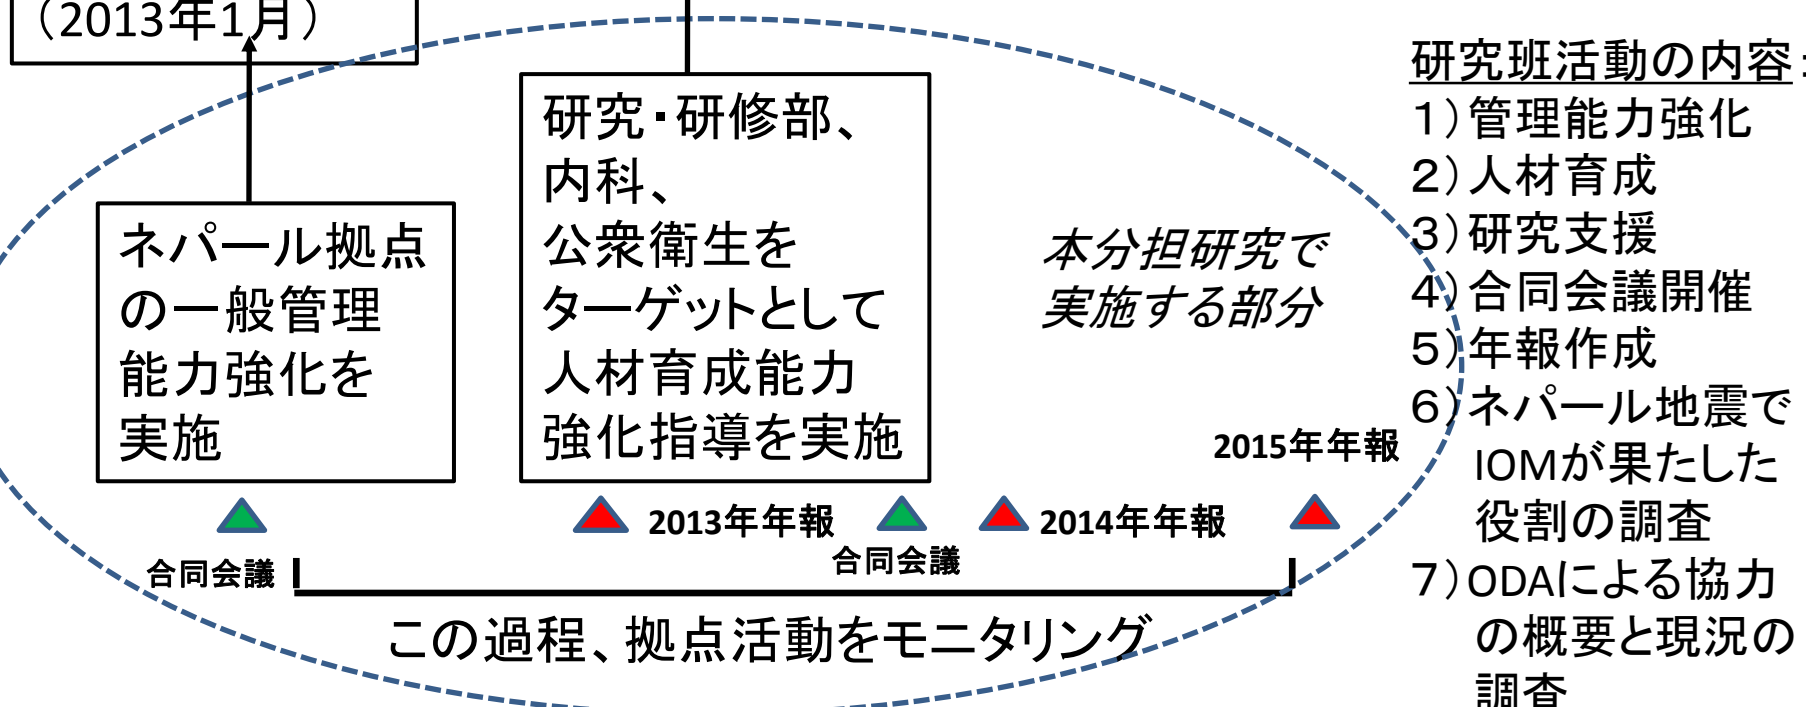 （2013年1月）
ネパール拠点
の一般管理
能力強化を
実施
研究・研修部、
内科、
公衆衛生を
ターゲットとして
人材育成能力
強化指導を実施
本分担研究で
実施する部分
2015年年報
2013年年報
2014年年報
合同会議
合同会議
この過程、拠点活動をモニタリング
研究班活動の内容：
１）管理能力強化
２）人材育成
３）研究支援
４）合同会議開催
５）年報作成
６）ネパール地震で
IOMが果たした
役割の調査
７）ODAによる協力
の概要と現況の
調査